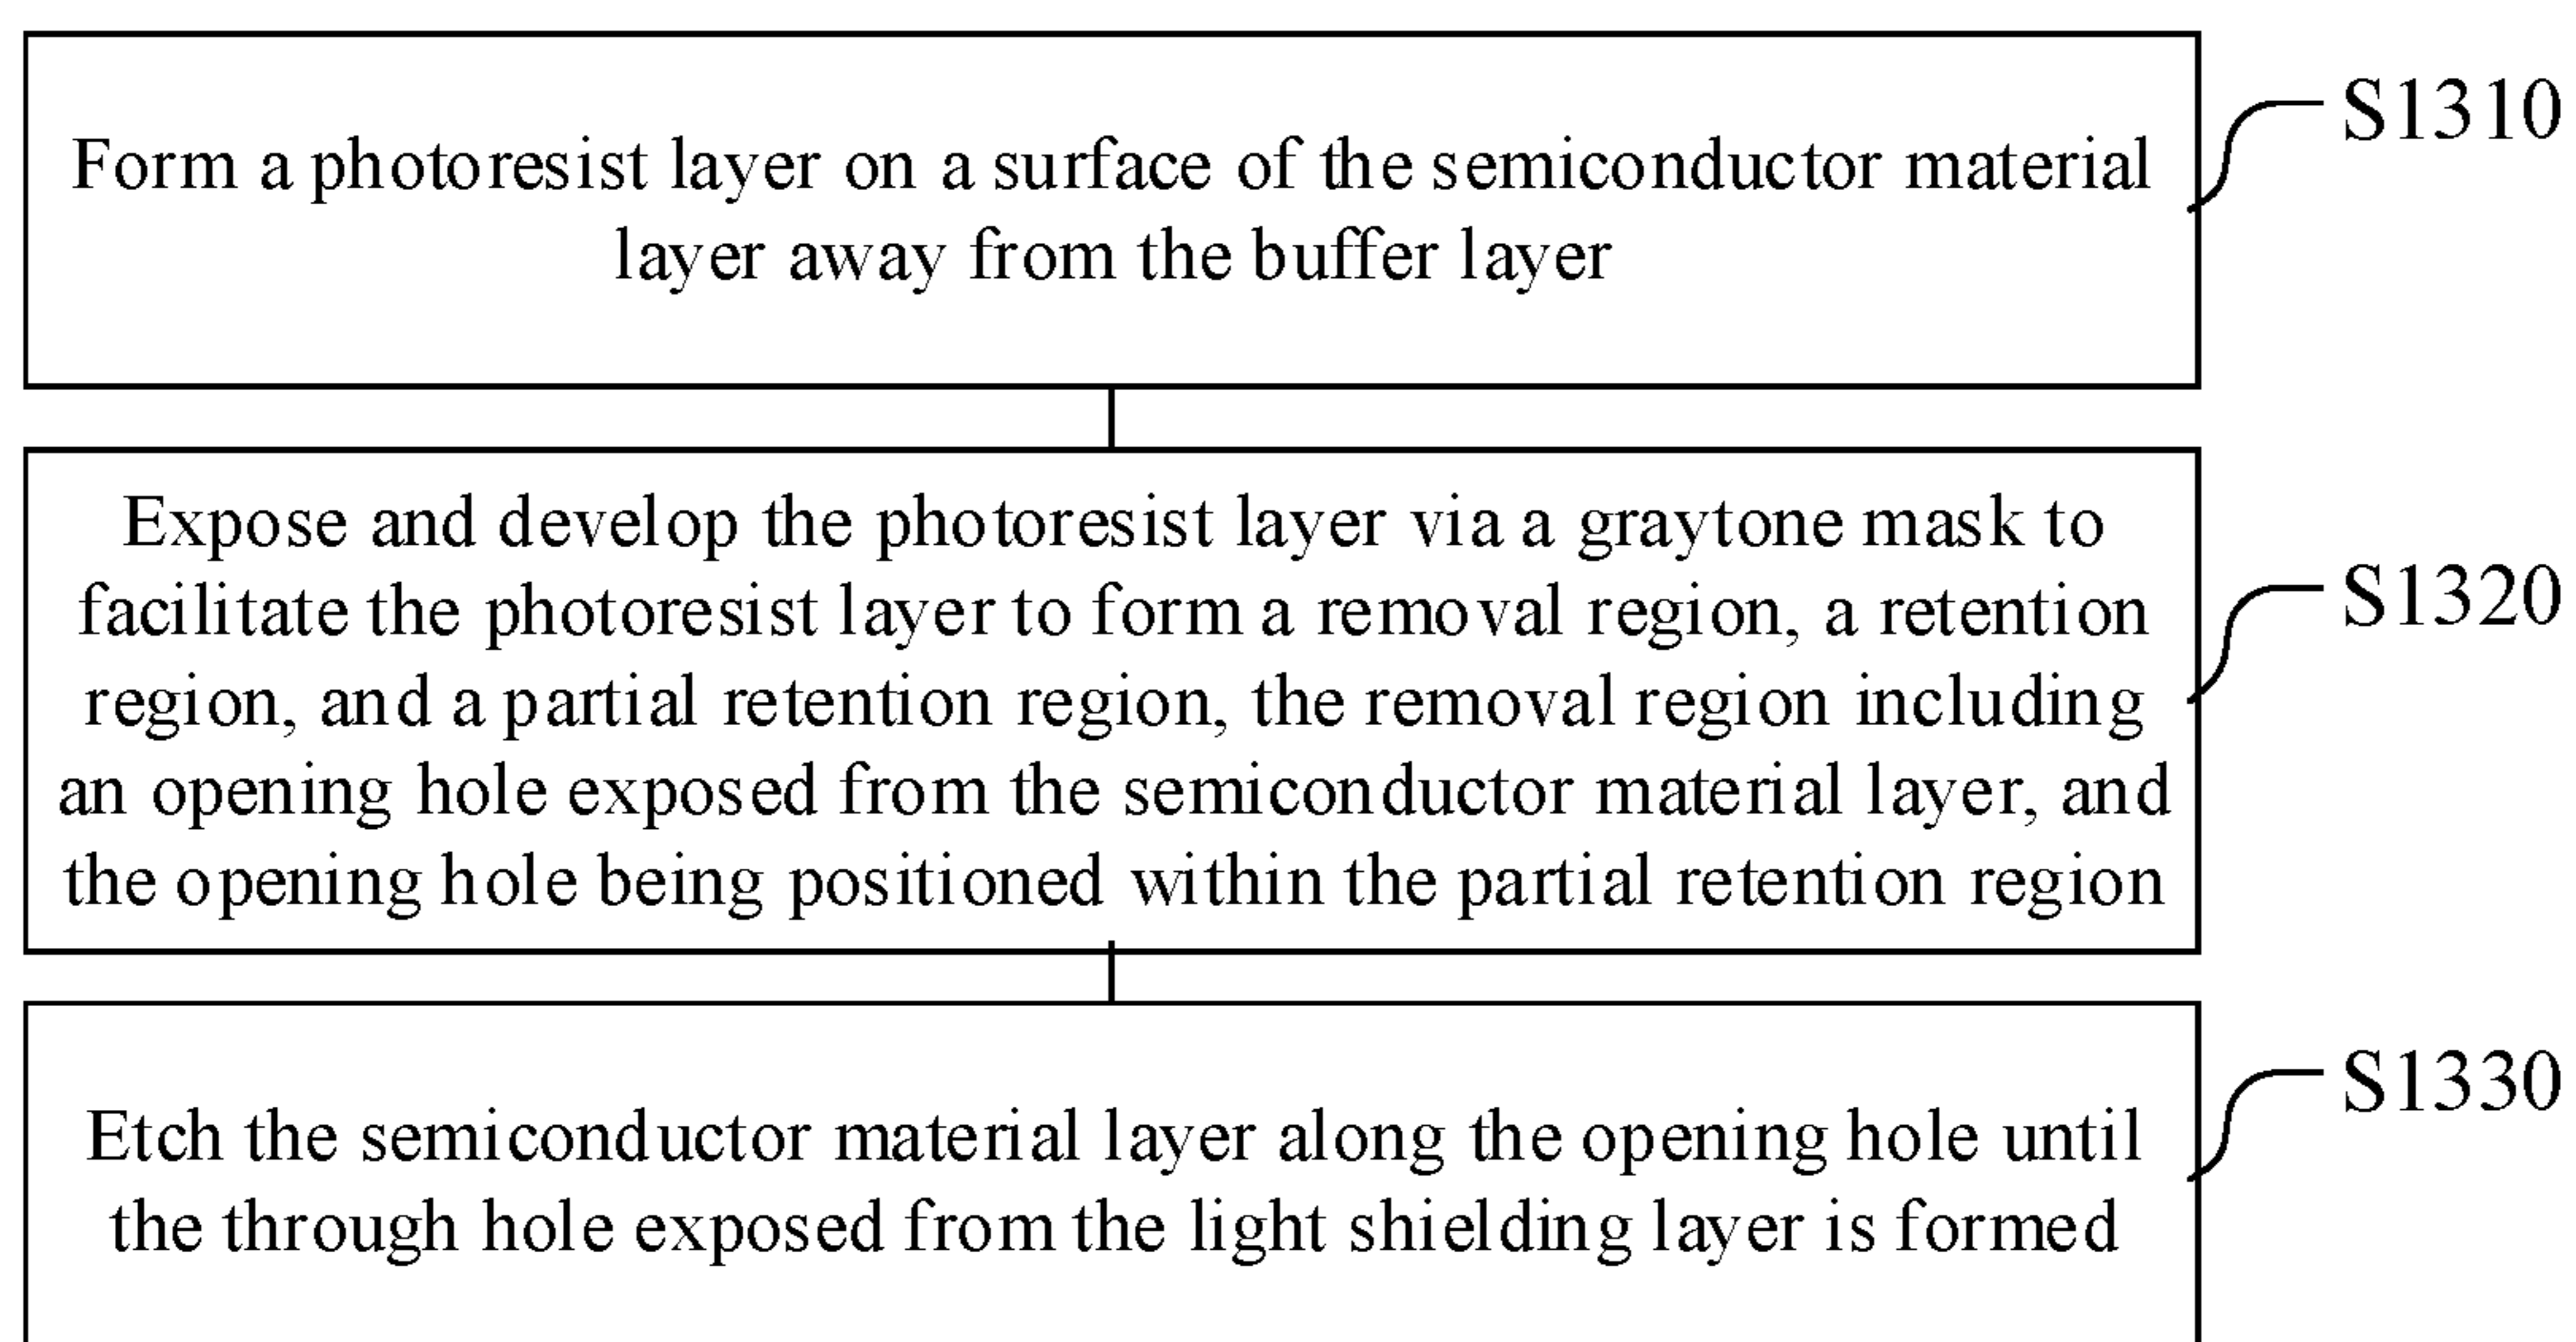 Form a photoresist layer on a surface of the semiconductor material
layer away from the buffer layer
S1310
Expose and develop the photoresist layer via a graytone mask to
facilitate the photoresist layer to form a removal region, a retention
region, and a partial retention region, the removal region including
an opening hole exposed from the semiconductor material layer, and
the opening hole being positioned within the partial retention region
S1320
Etch the semiconductor material layer along the opening hole until
the through hole exposed from the light shielding layer is formed
S1330